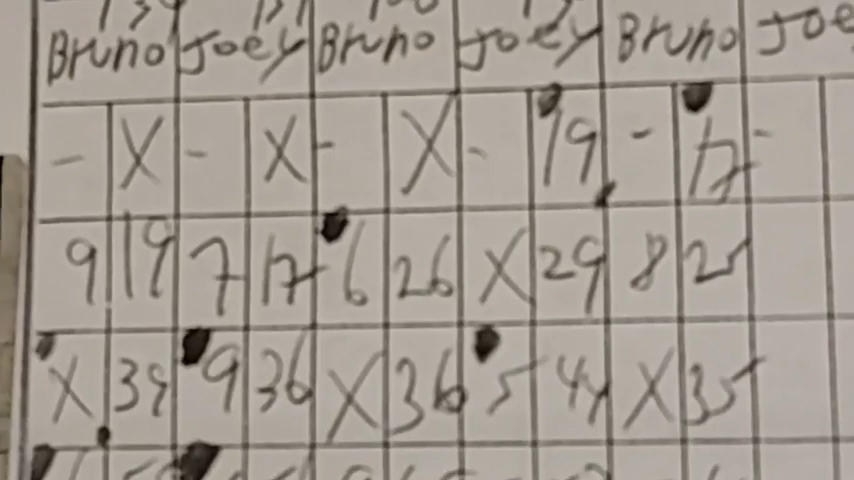 Bruno Joey Bruno Joey Bruno Joe
- X - X - X - 19 - 17 -
9 19 7 17 6 26 X 29 8 25
X 39 9 36 X 36 5 44 X 35